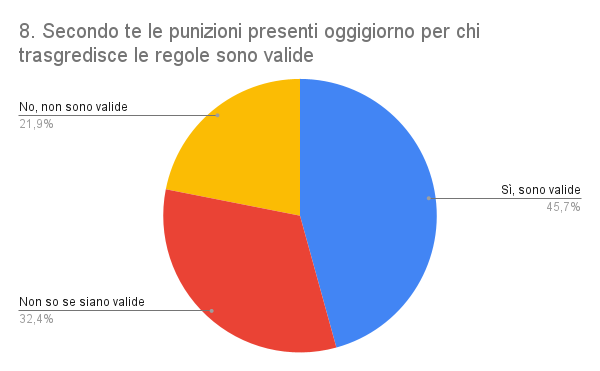 8. Secondo te le punizioni presenti oggigiorno per chi
trasgredisce le regole sono valide
No, non sono valide
21,9%
Sì, sono valide
45,7%
Non so se siano valide
32,4%